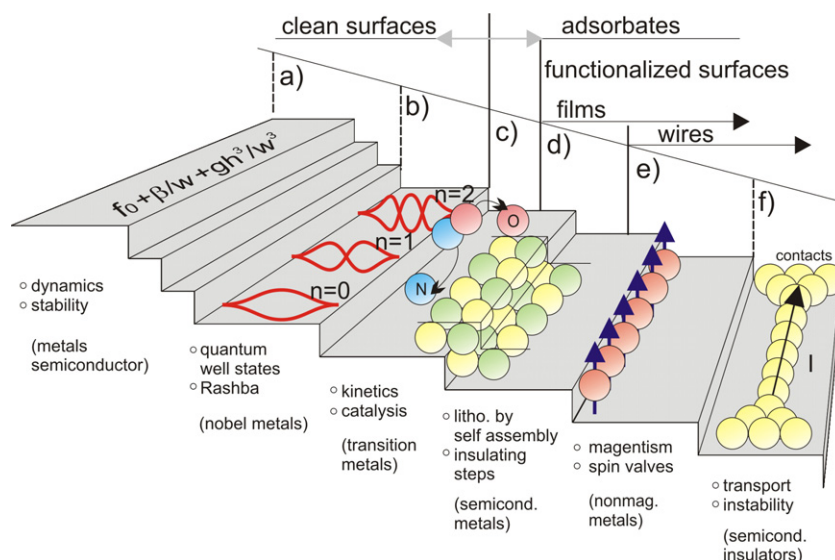 clean surfaces
adsorbates
functionalized surfaces
films
wires
a)
b)
c)
d)
e)
f)
f₀+β/w+gh³/w³
n=2
n=1
n=0
O
N
contacts
I
dynamics
stability
(metals
semiconductor)
quantum
well states
Rashba
(nobel metals)
kinetics
catalysis
(transition
metals)
litho. by
self assembly
insulating
steps
(semicond.
metals)
magentism
spin valves
(nonmag.
metals)
transport
instability
(semicond.
insulators)